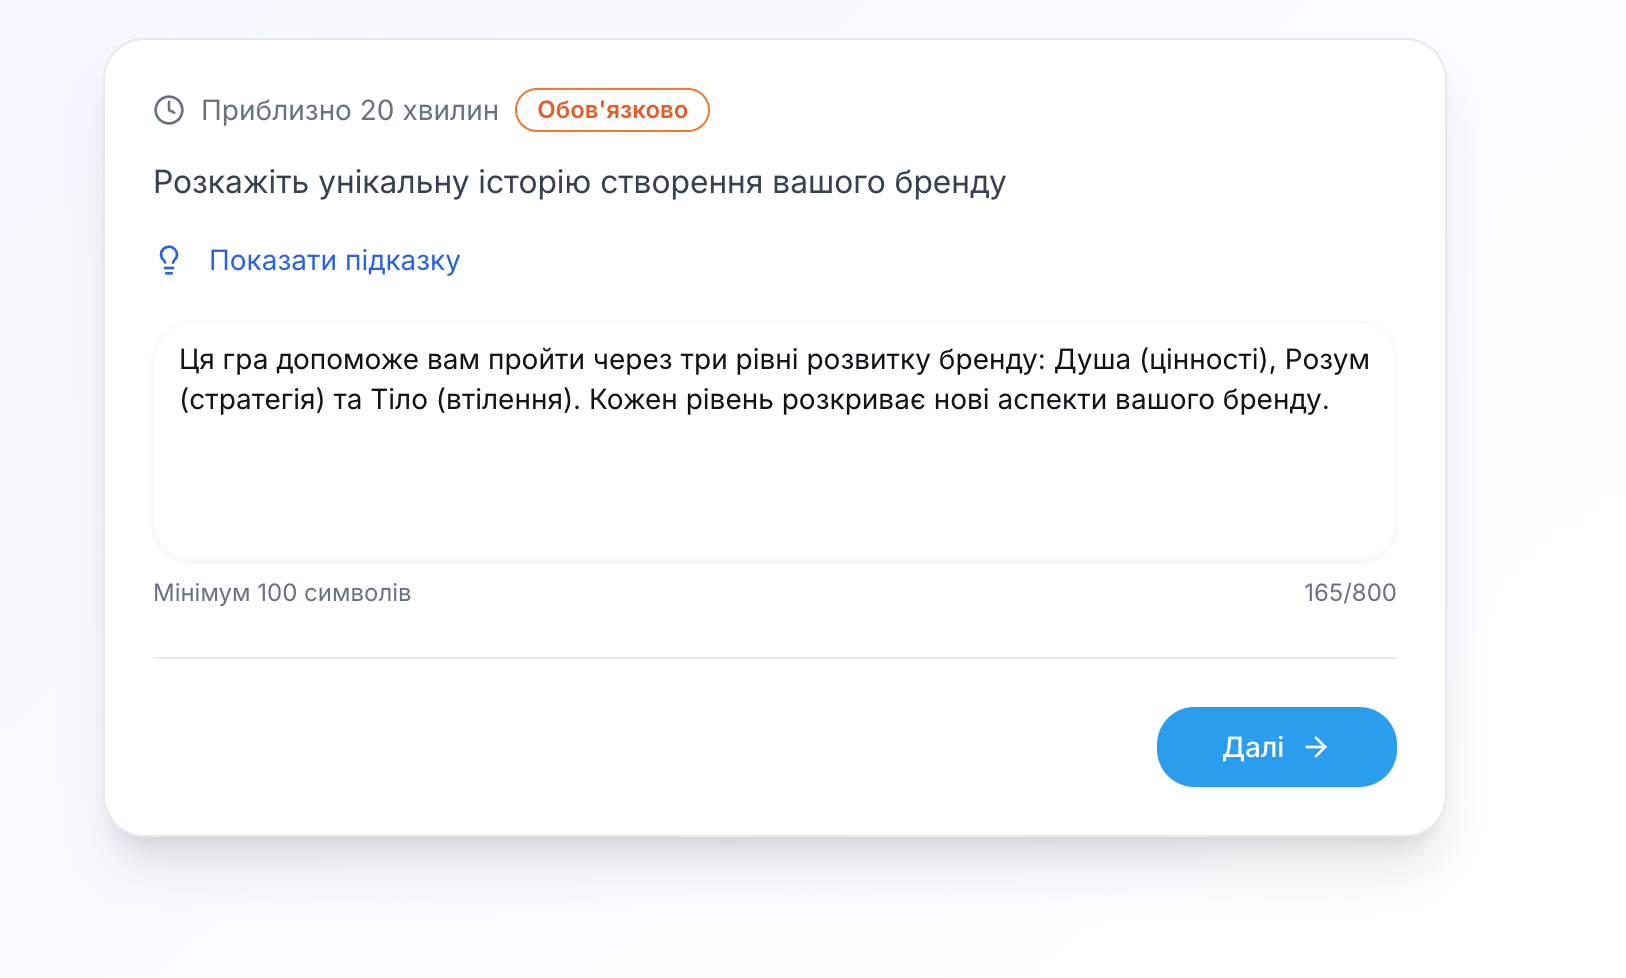 Приблизно 20 хвилин Обов'язково
Розкажіть унікальну історію створення вашого бренду
Показати підказку
Ця гра допоможе вам пройти через три рівні розвитку бренду: Душа (цінності), Розум
(стратегія) та Тіло (втілення). Кожен рівень розкриває нові аспекти вашого бренду.
Мінімум 100 символів 165/800
Далі →